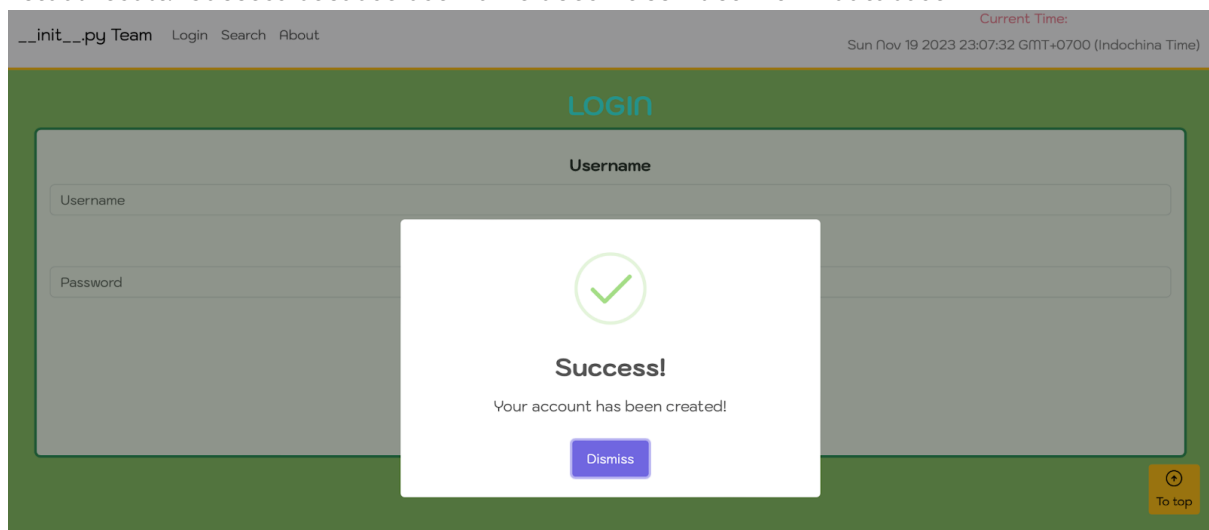 Current Time:
__init__.py Team Login Search About
Sun Nov 19 2023 23:07:32 GMT+0700 (Indochina Time)
LOGIN
Username
Username
Password
Success!
Your account has been created!
Dismiss
To top